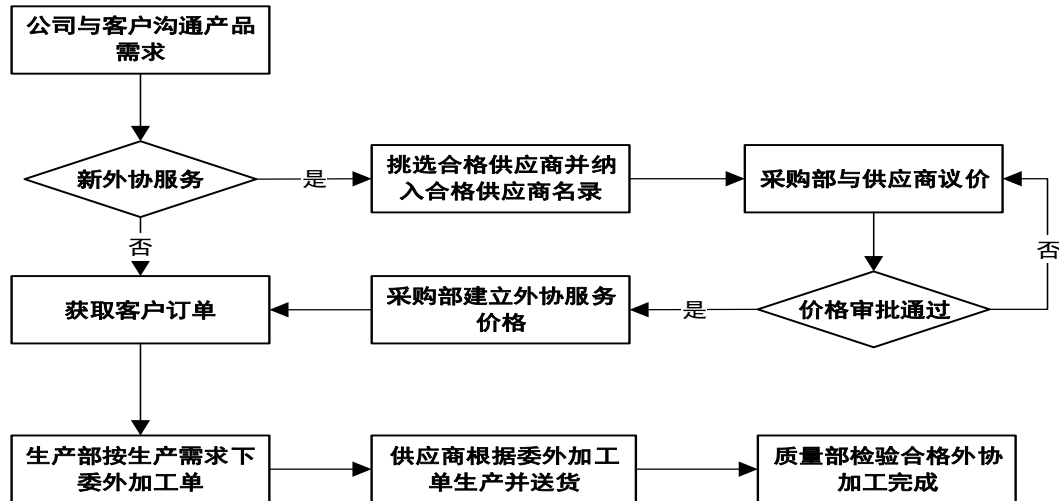 公司与客户沟通产品
需求
新外协服务
是
挑选合格供应商并纳
入合格供应商名录
采购部与供应商议价
否
否
获取客户订单
采购部建立外协服务
价格
是
价格审批通过
生产部按生产需求下
委外加工单
供应商根据委外加工
单生产并送货
质量部检验合格外协
加工完成